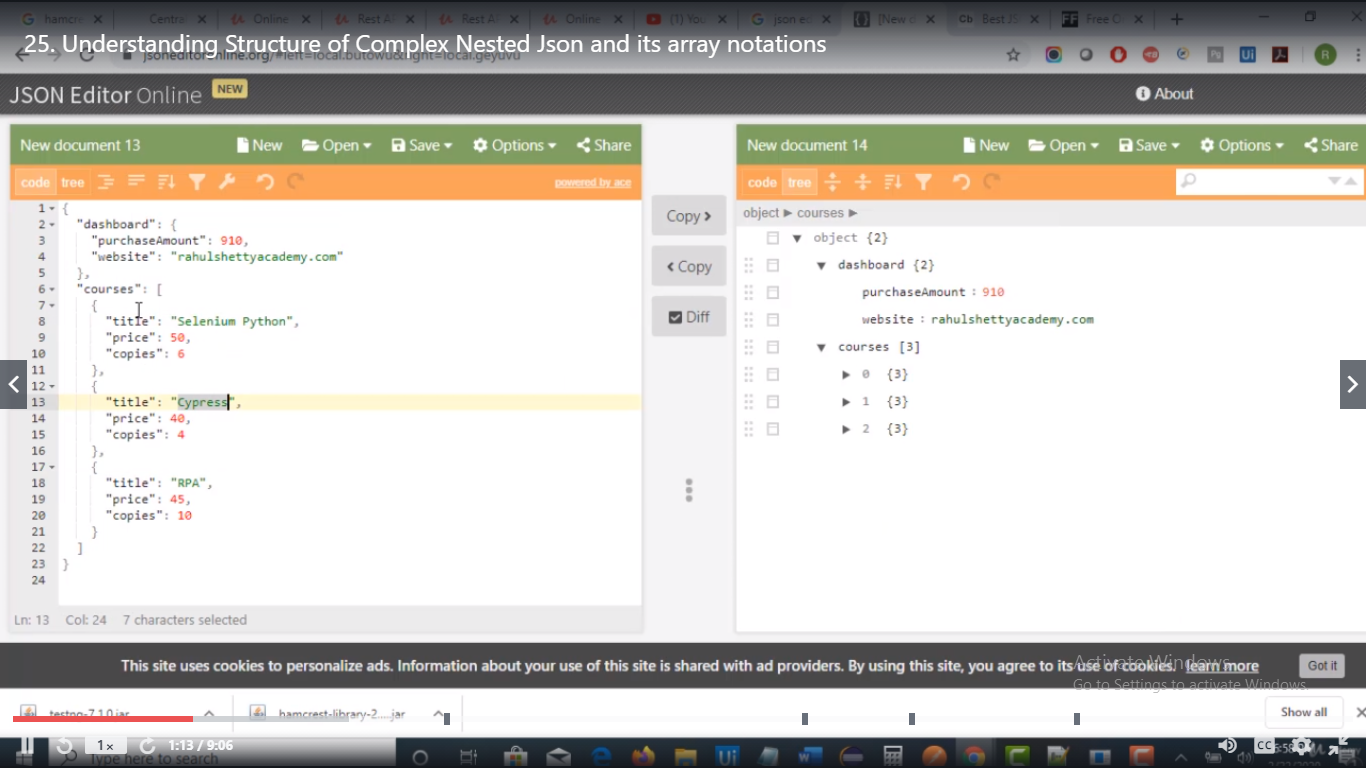 hamcre
Centra
Online
Rest A
Rest A
Online
(1) You
json e
[New d
Cb Best JS
FF Free O
25. Understanding Structure of Complex Nested Json and its array notations
R
JSON Editor Online NEW
About
New document 13 New Open Save Options Share
code tree powered by ace
1 {
2 "dashboard": {
3 "purchaseAmount": 910,
4 "website": "rahulshettyacademy.com"
5 },
6 "courses": [
7 {
8 "title": "Selenium Python",
9 "price": 50,
10 "copies": 6
11 },
12 {
13 "title": "Cypress",
14 "price": 40,
15 "copies": 4
16 },
17 {
18 "title": "RPA",
19 "price": 45,
20 "copies": 10
21 }
22 ]
23 }
24
Ln: 13 Col: 24 7 characters selected
Copy >
< Copy
Diff
New document 14 New Open Save Options Share
code tree
object ► courses ►
object {2}
dashboard {2}
purchaseAmount : 910
website : rahulshettyacademy.com
courses [3]
0 {3}
1 {3}
2 {3}
This site uses cookies to personalize ads. Information about your use of this site is shared with ad providers. By using this site, you agree to its use of cookies. learn more
Got it
Activate Windows
Go to Settings to activate Windows.
testng-7.1.0.jar
hamcrest-library-2....jar
Show all
1x
1:13 / 9:06
Type here to search
CC